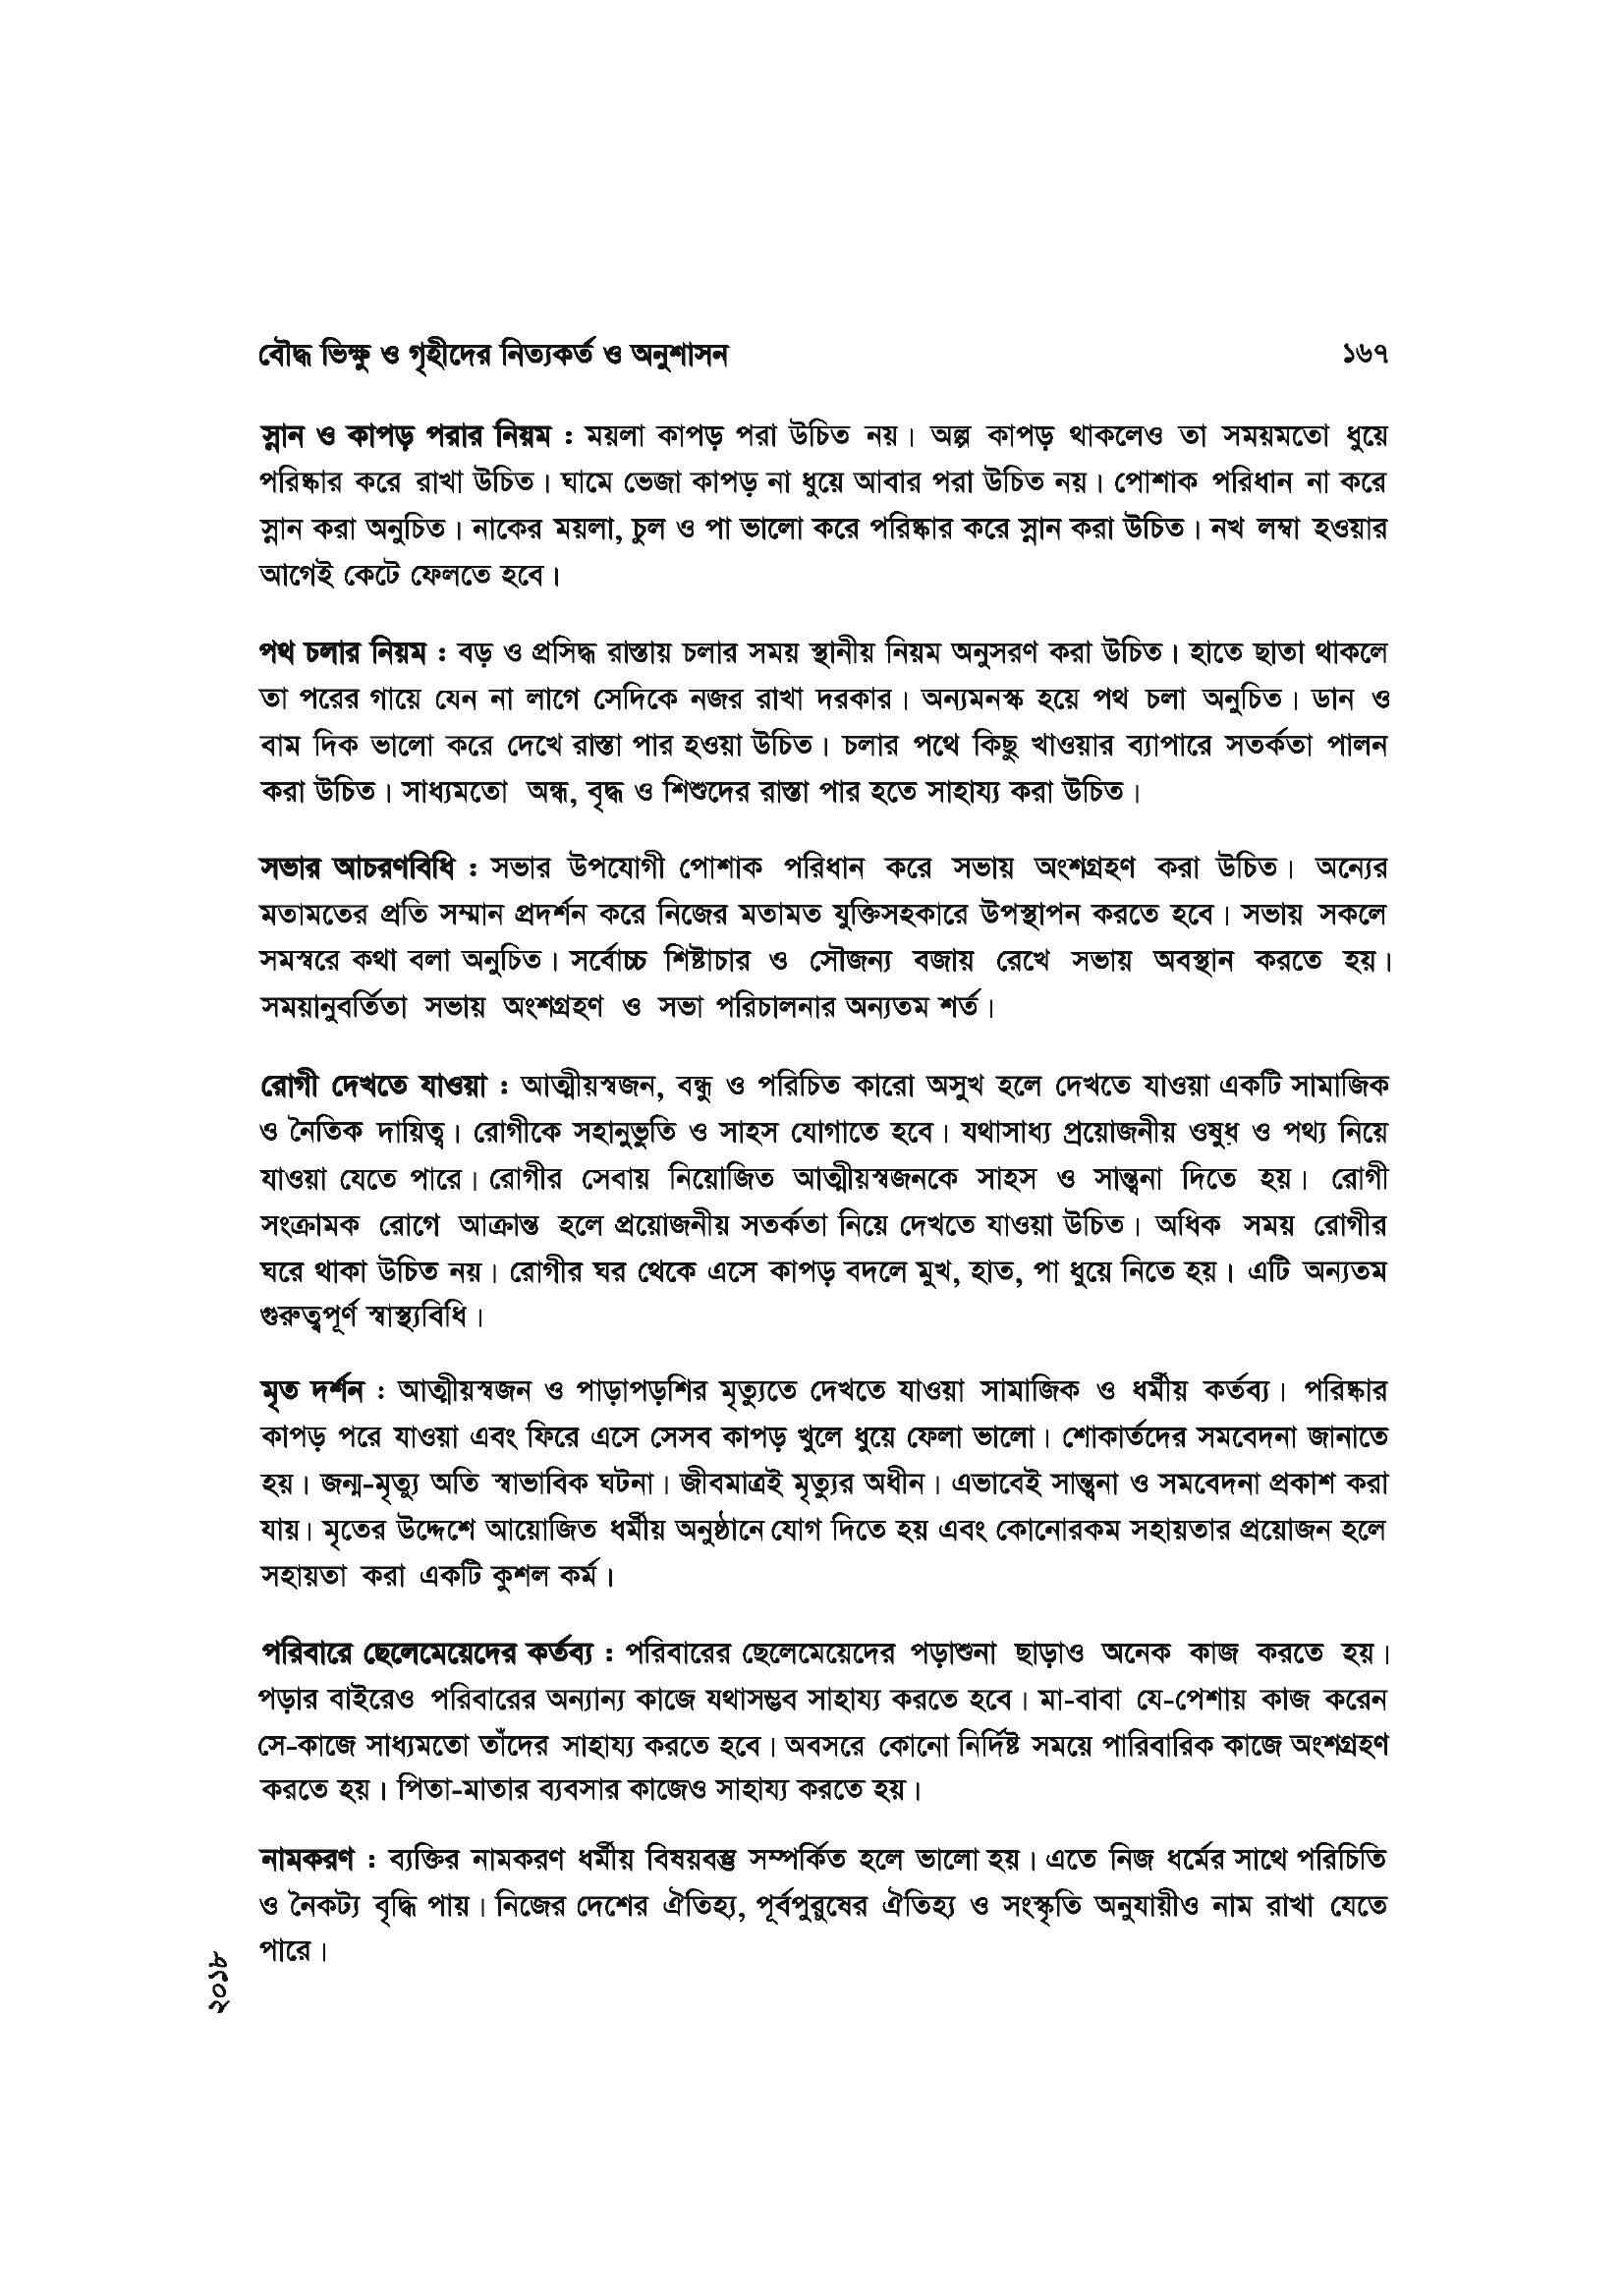 বৌদ্ধ ভিক্ষু ও গৃহীদের নিত্যকর্ত ও অনুশাসন ১৬৭
স্নান ও কাপড় পরার নিয়ম : ময়লা কাপড় পরা উচিত নয়। অল্প কাপড় থাকলেও তা সময়মতো ধুয়ে
পরিষ্কার করে রাখা উচিত। ঘামে ভেজা কাপড় না ধুয়ে আবার পরা উচিত নয়। পোশাক পরিধান না করে
স্নান করা অনুচিত। নাকের ময়লা, চুল ও পা ভালো করে পরিষ্কার করে স্নান করা উচিত। নখ লম্বা হওয়ার
আগেই কেটে ফেলতে হবে।
পথ চলার নিয়ম : বড় ও প্রসিদ্ধ রাস্তায় চলার সময় স্থানীয় নিয়ম অনুসরণ করা উচিত। হাতে ছাতা থাকলে
তা পরের গায়ে যেন না লাগে সেদিকে নজর রাখা দরকার। অন্যমনস্ক হয়ে পথ চলা অনুচিত। ডান ও
বাম দিক ভালো করে দেখে রাস্তা পার হওয়া উচিত। চলার পথে কিছু খাওয়ার ব্যাপারে সতর্কতা পালন
করা উচিত। সাধ্যমতো অন্ধ, বৃদ্ধ ও শিশুদের রাস্তা পার হতে সাহায্য করা উচিত।
সভার আচরণবিধি : সভার উপযোগী পোশাক পরিধান করে সভায় অংশগ্রহণ করা উচিত। অন্যের
মতামতের প্রতি সম্মান প্রদর্শন করে নিজের মতামত যুক্তিসহকারে উপস্থাপন করতে হবে। সভায় সকলে
সমস্বরে কথা বলা অনুচিত। সর্বোচ্চ শিষ্টাচার ও সৌজন্য বজায় রেখে সভায় অবস্থান করতে হয়।
সময়ানুবর্তিতা সভায় অংশগ্রহণ ও সভা পরিচালনার অন্যতম শর্ত।
রোগী দেখতে যাওয়া : আত্মীয়স্বজন, বন্ধু ও পরিচিত কারো অসুখ হলে দেখতে যাওয়া একটি সামাজিক
ও নৈতিক দায়িত্ব। রোগীকে সহানুভুতি ও সাহস যোগাতে হবে। যথাসাধ্য প্রয়োজনীয় ওষুধ ও পথ্য নিয়ে
যাওয়া যেতে পারে। রোগীর সেবায় নিয়োজিত আত্মীয়স্বজনকে সাহস ও সান্ত্বনা দিতে হয়। রোগী
সংক্রামক রোগে আক্রান্ত হলে প্রয়োজনীয় সতর্কতা নিয়ে দেখতে যাওয়া উচিত। অধিক সময় রোগীর
ঘরে থাকা উচিত নয়। রোগীর ঘর থেকে এসে কাপড় বদলে মুখ, হাত, পা ধুয়ে নিতে হয়। এটি অন্যতম
গুরুত্বপূর্ণ স্বাস্থ্যবিধি।
মৃত দর্শন : আত্মীয়স্বজন ও পাড়াপড়শির মৃত্যুতে দেখতে যাওয়া সামাজিক ও ধর্মীয় কর্তব্য। পরিষ্কার
কাপড় পরে যাওয়া এবং ফিরে এসে সেসব কাপড় খুলে ধুয়ে ফেলা ভালো। শোকার্তদের সমবেদনা জানাতে
হয়। জন্ম-মৃত্যু অতি স্বাভাবিক ঘটনা। জীবমাত্রই মৃত্যুর অধীন। এভাবেই সান্ত্বনা ও সমবেদনা প্রকাশ করা
যায়। মৃতের উদ্দেশে আয়োজিত ধর্মীয় অনুষ্ঠানে যোগ দিতে হয় এবং কোনোরকম সহায়তার প্রয়োজন হলে
সহায়তা করা একটি কুশল কর্ম।
পরিবারে ছেলেমেয়েদের কর্তব্য : পরিবারের ছেলেমেয়েদের পড়াশুনা ছাড়াও অনেক কাজ করতে হয়।
পড়ার বাইরেও পরিবারের অন্যান্য কাজে যথাসম্ভব সাহায্য করতে হবে। মা-বাবা যে-পেশায় কাজ করেন
সে-কাজে সাধ্যমতো তাঁদের সাহায্য করতে হবে। অবসরে কোনো নির্দিষ্ট সময়ে পারিবারিক কাজে অংশগ্রহণ
করতে হয়। পিতা-মাতার ব্যবসার কাজেও সাহায্য করতে হয়।
নামকরণ : ব্যক্তির নামকরণ ধর্মীয় বিষয়বস্তু সম্পর্কিত হলে ভালো হয়। এতে নিজ ধর্মের সাথে পরিচিতি
ও নৈকট্য বৃদ্ধি পায়। নিজের দেশের ঐতিহ্য, পূর্বপুরুষের ঐতিহ্য ও সংস্কৃতি অনুযায়ীও নাম রাখা যেতে
পারে।
২০১৮